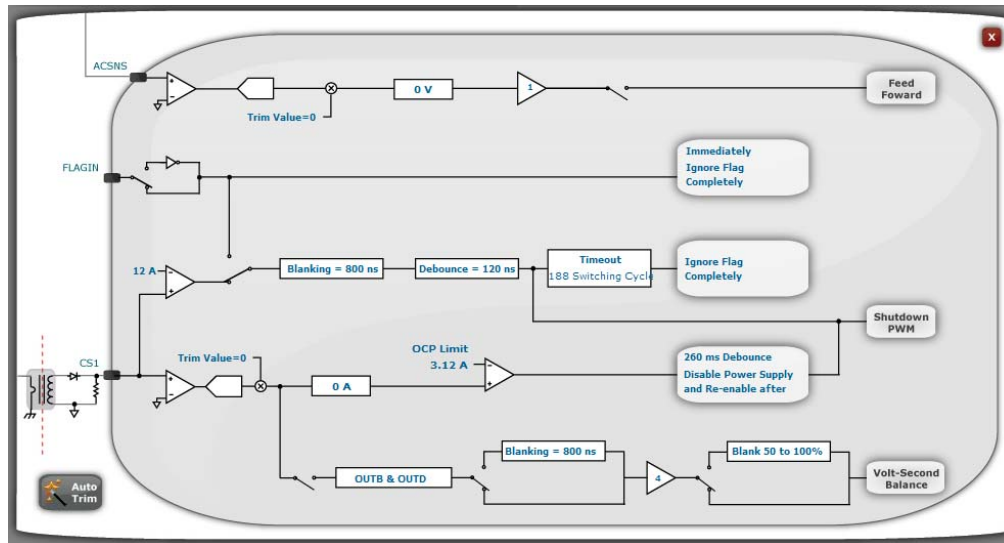 x
ACSNS
0 V
1
Feed
Foward
Trim Value=0
FLAGIN
Immediately
Ignore Flag
Completely
12 A
Blanking = 800 ns
Debounce = 120 ns
Timeout
188 Switching Cycle
Ignore Flag
Completely
Shutdown
PWM
CS1
Trim Value=0
0 A
OCP Limit
3.12 A
260 ms Debounce
Disable Power Supply
and Re-enable after
OUTB & OUTD
Blanking = 800 ns
4
Blank 50 to 100%
Volt-Second
Balance
Auto
Trim